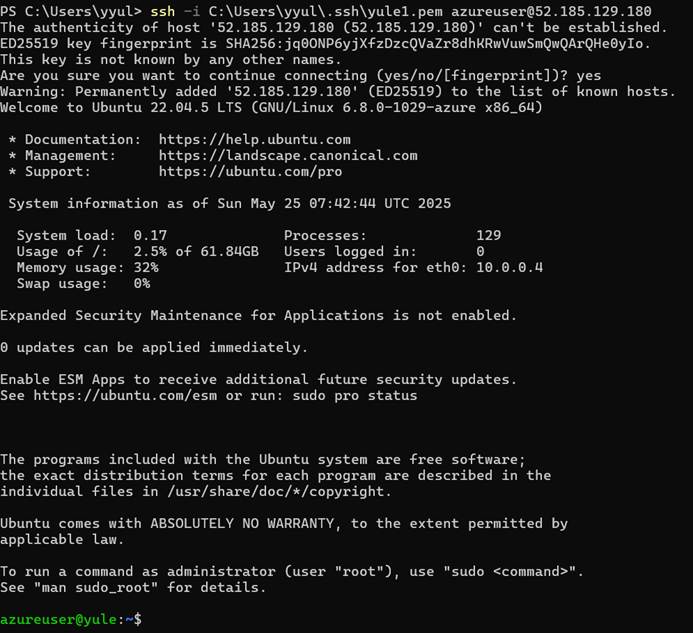 PS C:\Users\yyul> ssh -i C:\Users\yyul\.ssh\yule1.pem azureuser@52.185.129.180
The authenticity of host '52.185.129.180 (52.185.129.180)' can't be established.
ED25519 key fingerprint is SHA256:jq0ONP6yjXfzDzcQVaZr8dhKRwVuwSmQwQArQHe0yIo.
This key is not known by any other names.
Are you sure you want to continue connecting (yes/no/[fingerprint])? yes
Warning: Permanently added '52.185.129.180' (ED25519) to the list of known hosts.
Welcome to Ubuntu 22.04.5 LTS (GNU/Linux 6.8.0-1029-azure x86_64)
* Documentation:  https://help.ubuntu.com
* Management:     https://landscape.canonical.com
* Support:        https://ubuntu.com/pro
System information as of Sun May 25 07:42:44 UTC 2025
System load:  0.17              Processes:             129
Usage of /:   2.5% of 61.84GB   Users logged in:       0
Memory usage: 32%               IPv4 address for eth0: 10.0.0.4
Swap usage:   0%
Expanded Security Maintenance for Applications is not enabled.
0 updates can be applied immediately.
Enable ESM Apps to receive additional future security updates.
See https://ubuntu.com/esm or run: sudo pro status
The programs included with the Ubuntu system are free software;
the exact distribution terms for each program are described in the
individual files in /usr/share/doc/*/copyright.
Ubuntu comes with ABSOLUTELY NO WARRANTY, to the extent permitted by
applicable law.
To run a command as administrator (user "root"), use "sudo <command>".
See "man sudo_root" for details.
azureuser@yule:~$